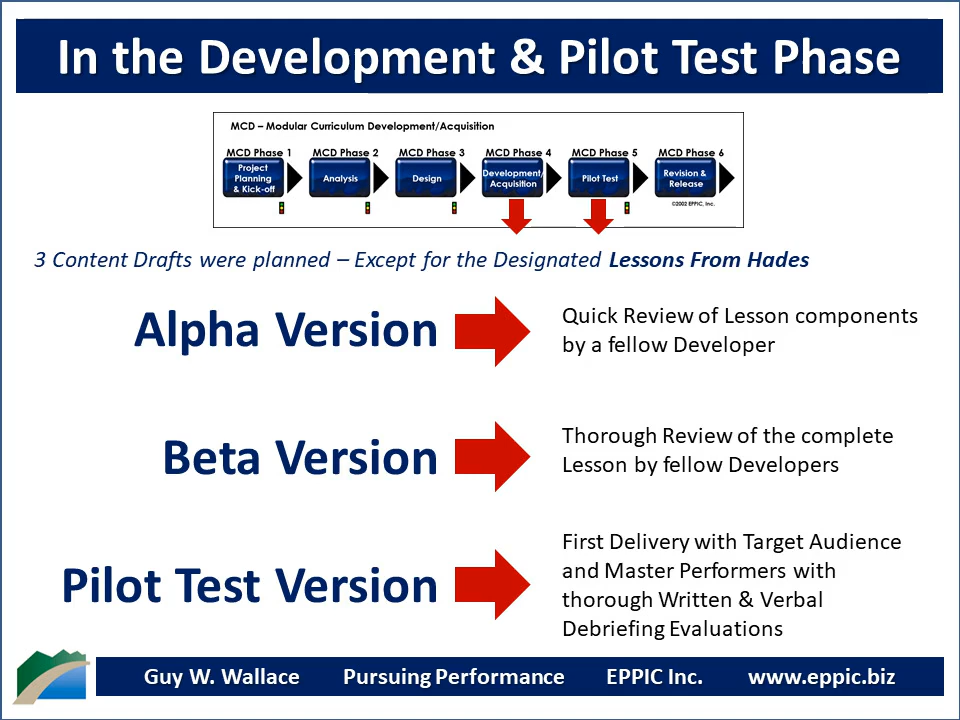 In the Development & Pilot Test Phase
MCD – Modular Curriculum Development/Acquisition
MCD Phase 1 MCD Phase 2 MCD Phase 3 MCD Phase 4 MCD Phase 5 MCD Phase 6
Project
Planning
& Kick-off
Analysis
Design
Development/
Acquisition
Pilot Test
Revision &
Release
©2002 EPPIC, Inc.
3 Content Drafts were planned – Except for the Designated Lessons From Hades
Alpha Version
Quick Review of Lesson components
by a fellow Developer
Beta Version
Thorough Review of the complete
Lesson by fellow Developers
Pilot Test Version
First Delivery with Target Audience
and Master Performers with
thorough Written & Verbal
Debriefing Evaluations
Guy W. Wallace Pursuing Performance EPPIC Inc. www.eppic.biz